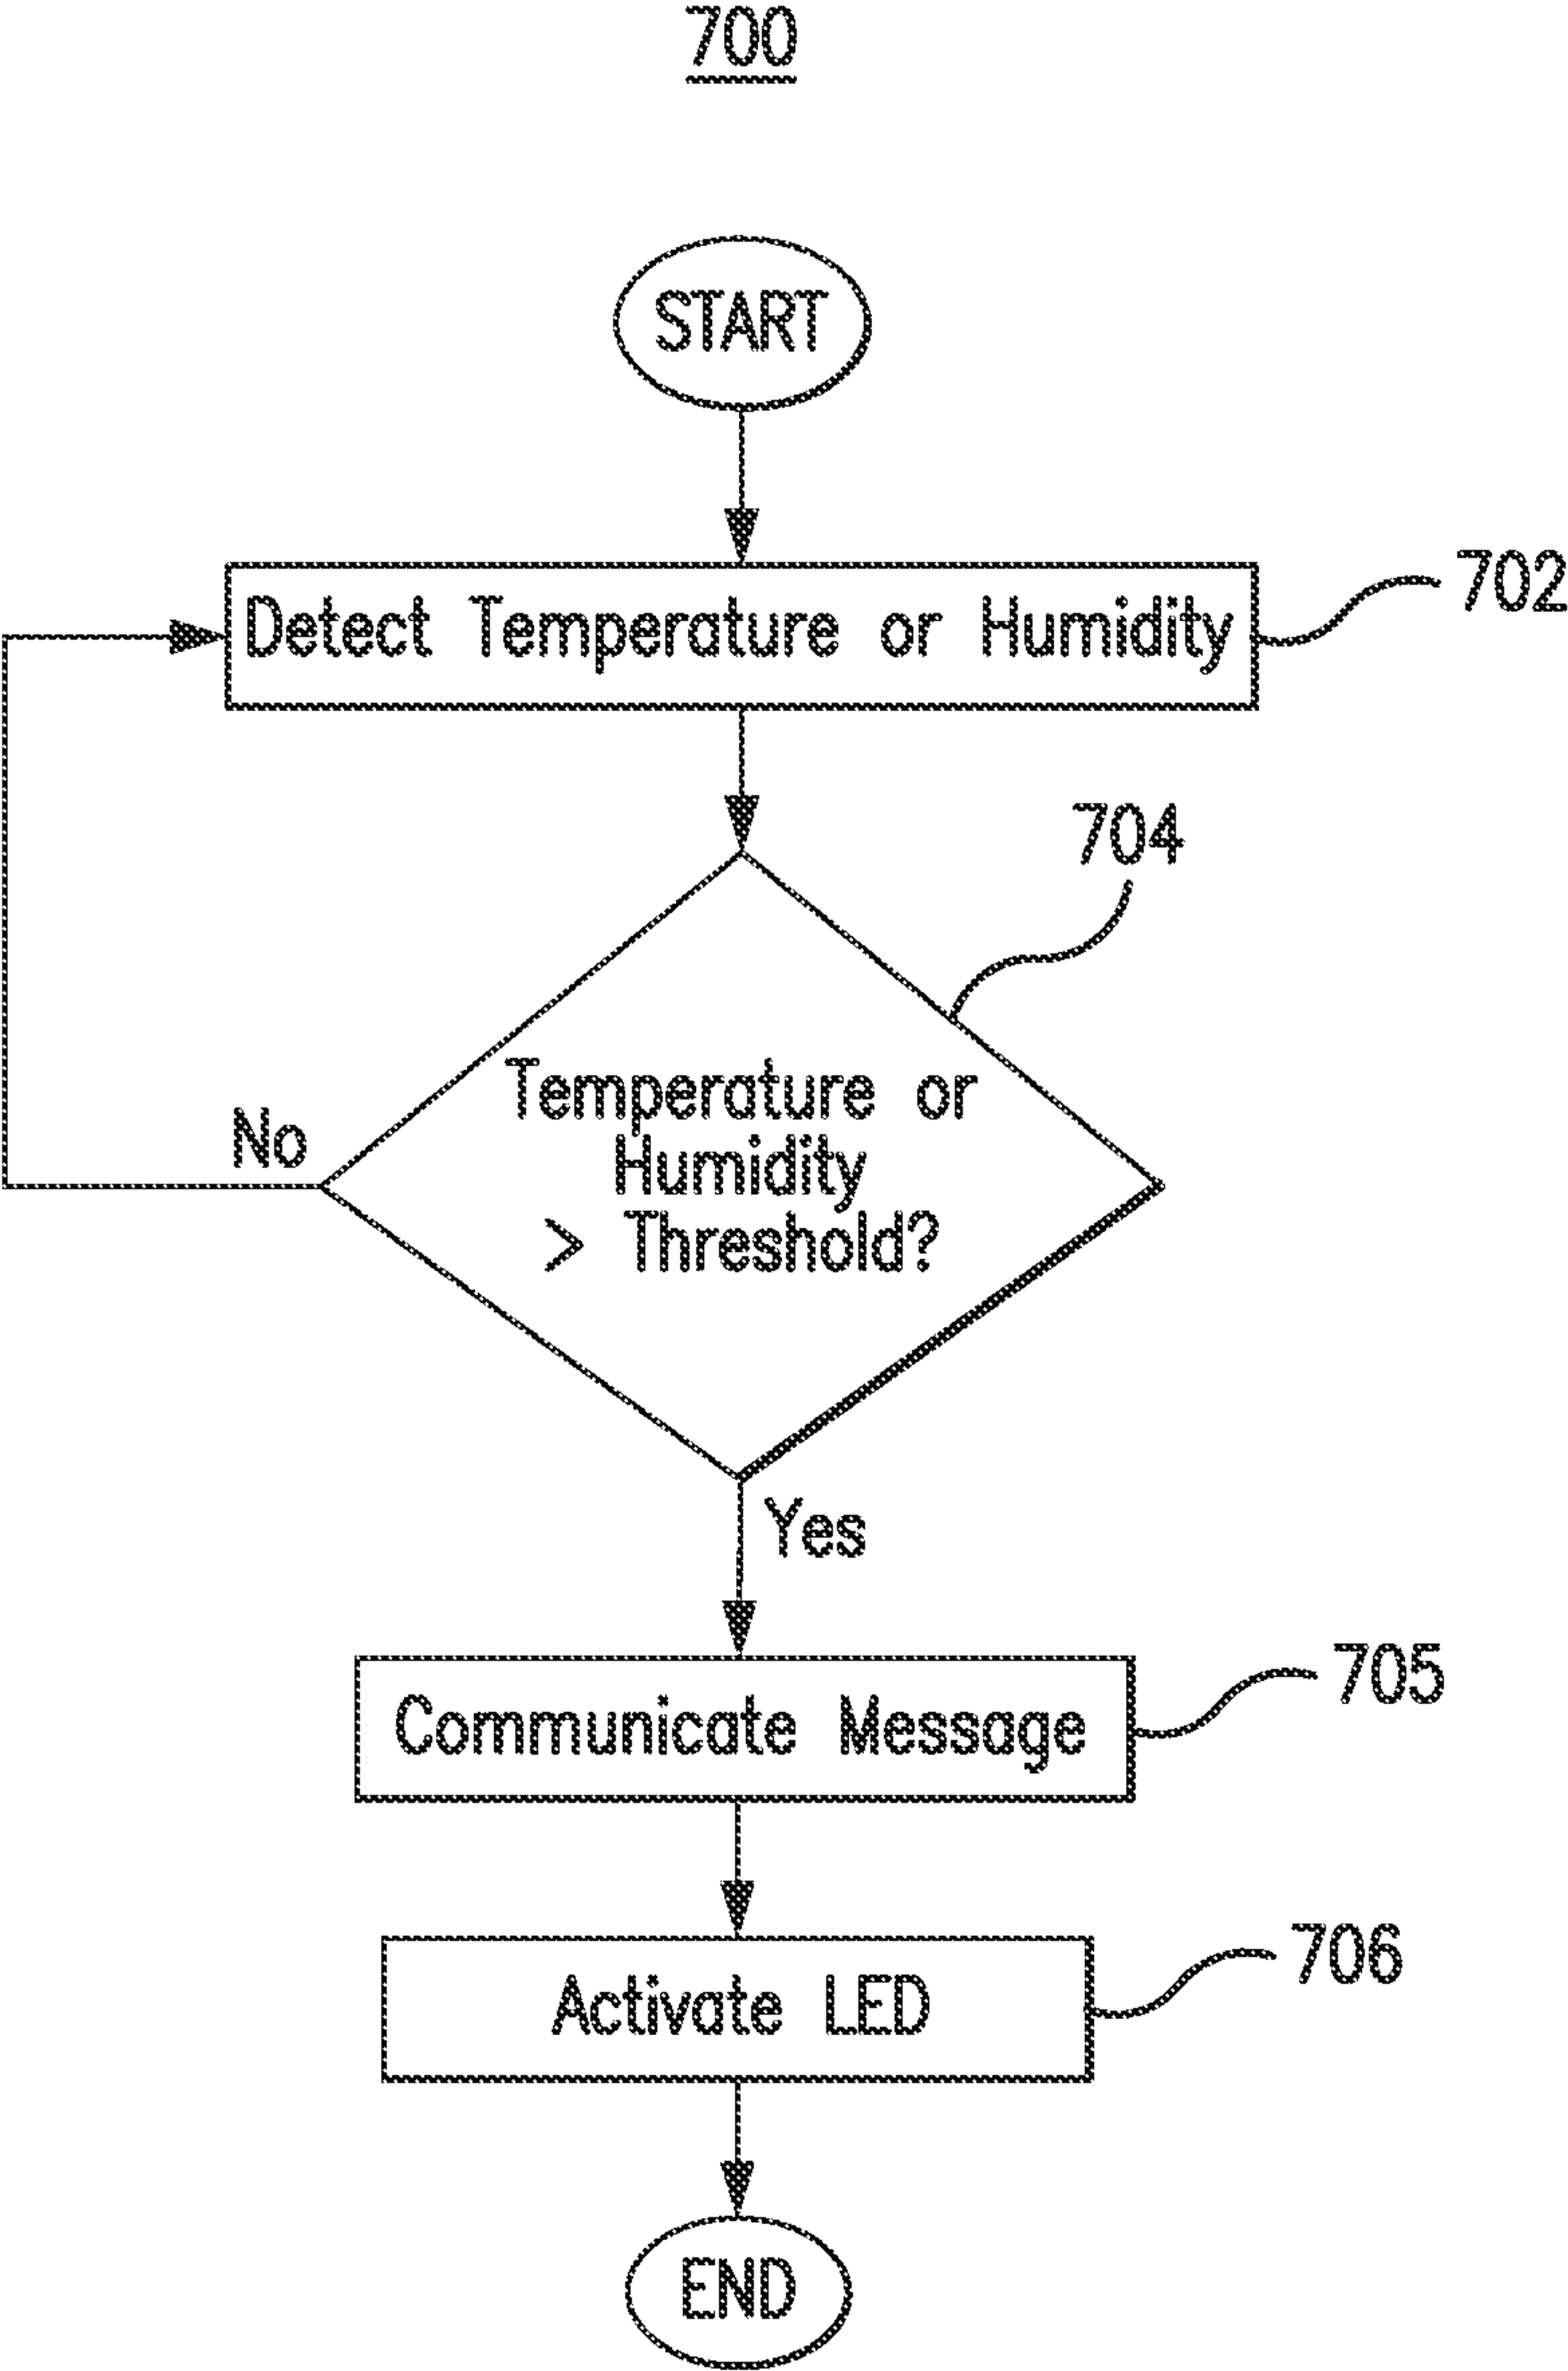 700
START
Detect Temperature or Humidity
702
704
Temperature or
Humidity
> Threshold?
No
Yes
Communicate Message
705
Activate LED
706
END